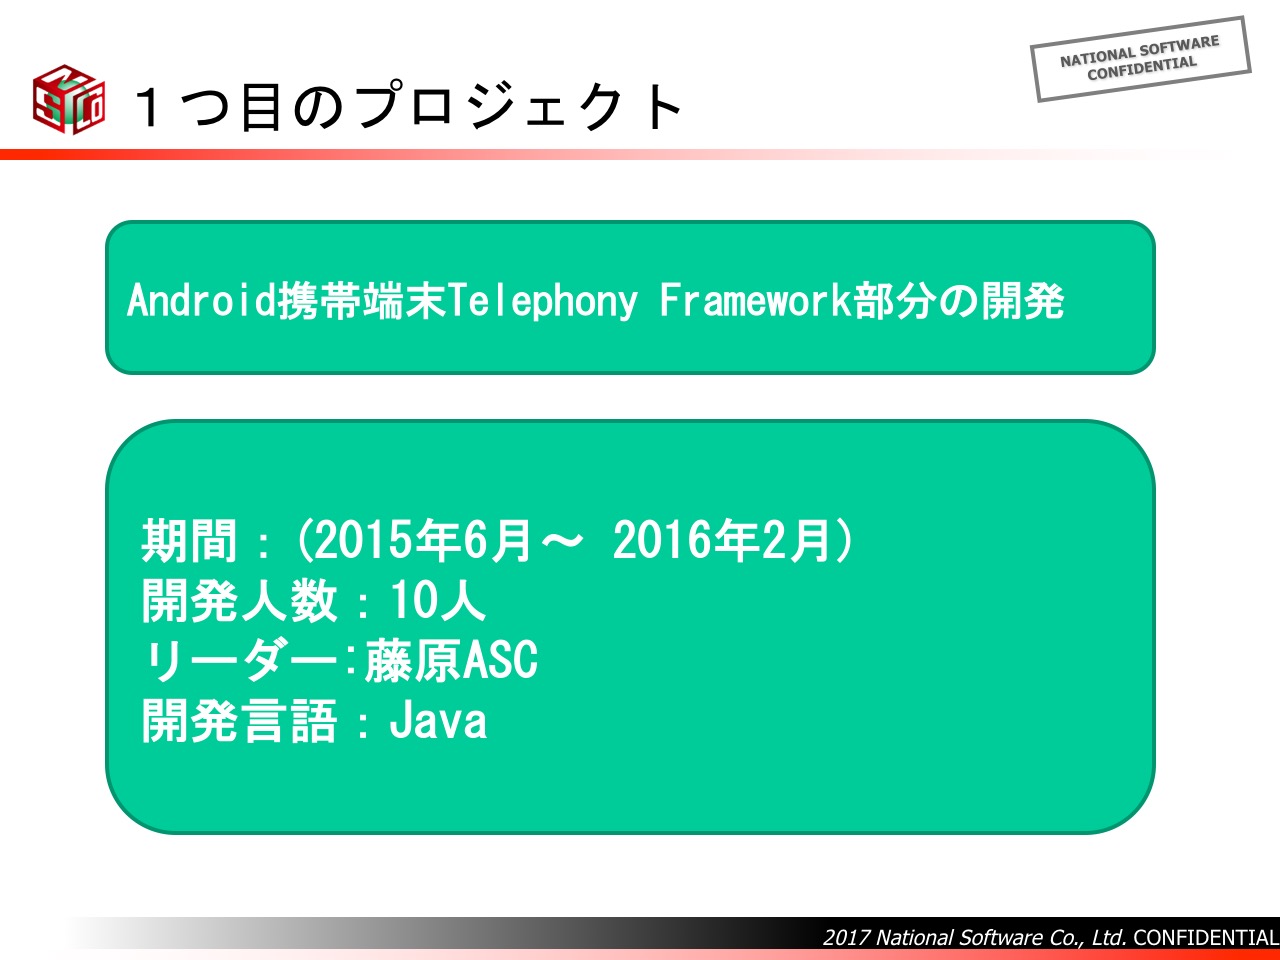 NATIONAL SOFTWARE
CONFIDENTIAL
１つ目のプロジェクト
Android携帯端末Telephony Framework部分の開発
期間：(2015年6月～ 2016年2月)
開発人数：10人
リーダー:藤原ASC
開発言語：Java
2017 National Software Co., Ltd. CONFIDENTIAL